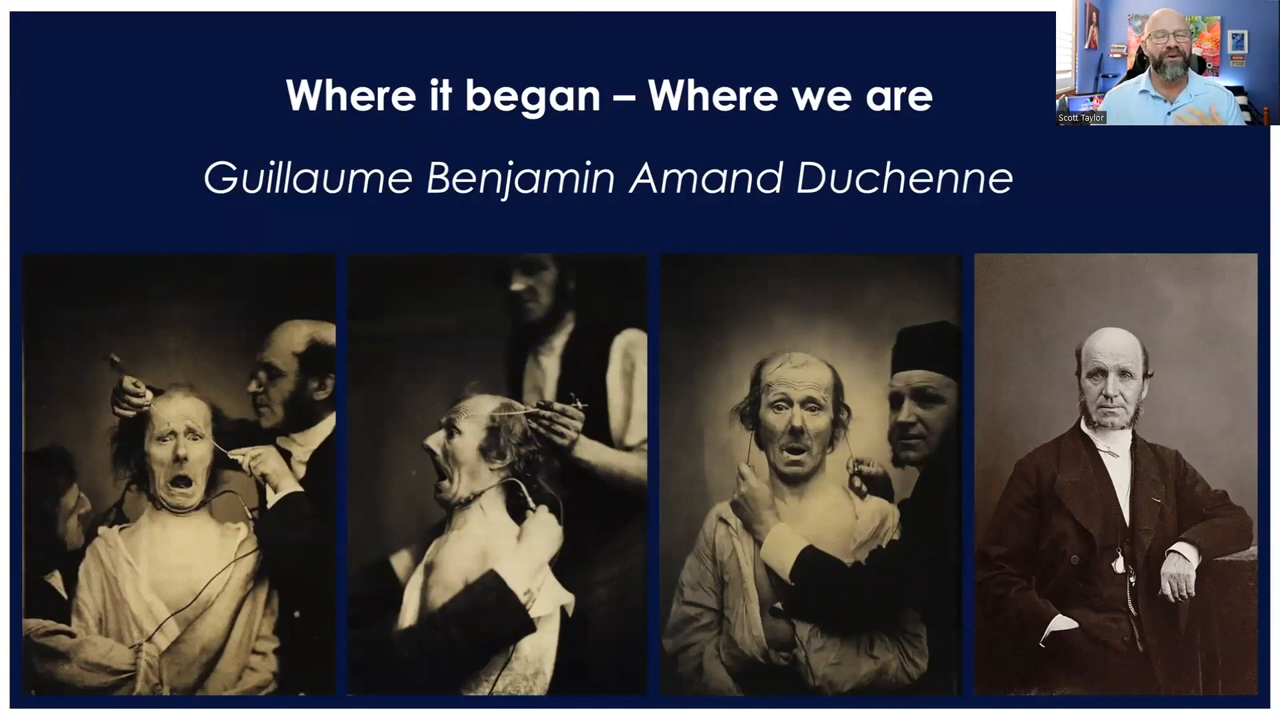 Where it began – Where we are
Guillaume Benjamin Amand Duchenne
Scott Taylor